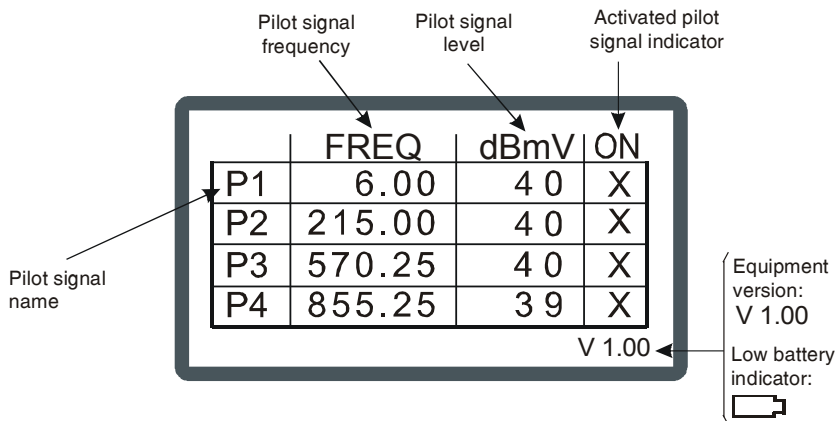 Pilot signal
frequency
Pilot signal
level
Activated pilot
signal indicator
FREQ dBmV ON
P1 6.00 40 X
P2 215.00 40 X
P3 570.25 40 X
P4 855.25 39 X
V 1.00
Pilot signal
name
Equipment
version:
V 1.00
Low battery
indicator: